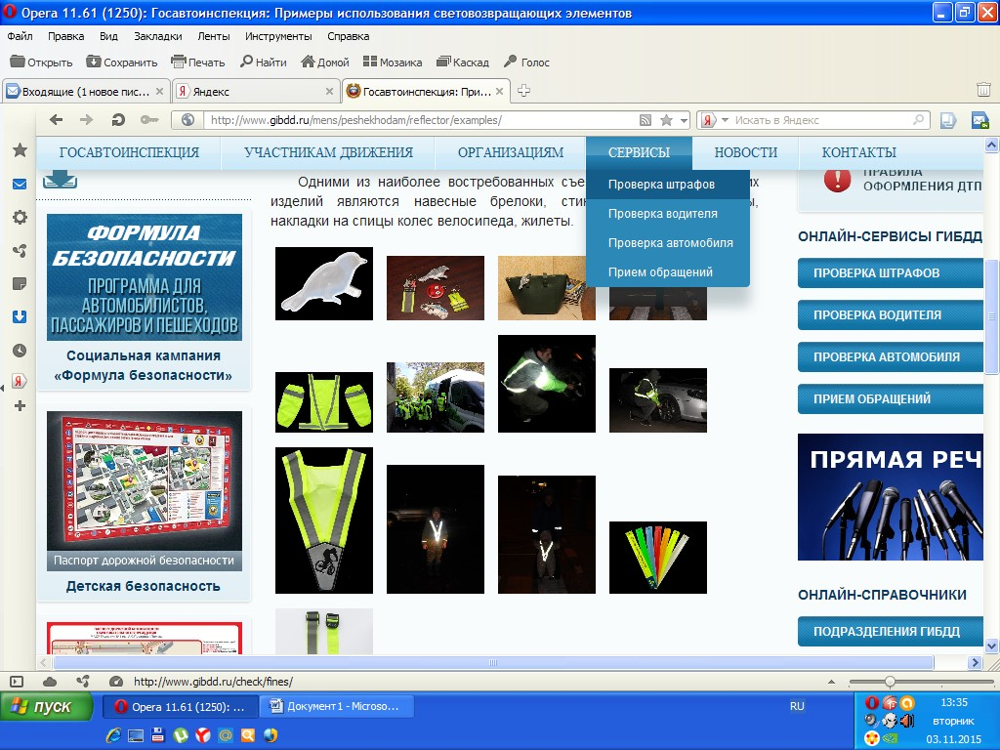 Opera 11.61 (1250): Госавтоинспекция: Примеры использования световозвращающих элементов
Файл Правка Вид Закладки Ленты Инструменты Справка
Открыть Сохранить Печать Найти Домой Мозаика Каскад Голос
Входящие (1 новое пис... Яндекс Госавтоинспекция: При...
http://www.gibdd.ru/mens/peshekhodam/reflector/examples/ Искать в Яндекс
ГОСАВТОИНСПЕКЦИЯ УЧАСТНИКАМ ДВИЖЕНИЯ ОРГАНИЗАЦИЯМ СЕРВИСЫ НОВОСТИ КОНТАКТЫ
Проверка штрафов
Проверка водителя
Проверка автомобиля
Прием обращений
Одними из наиболее востребованных съе
изделий являются навесные брелоки, сти
накладки на спицы колес велосипеда, жилеты.
ФОРМУЛА
БЕЗОПАСНОСТИ
ПРОГРАММА ДЛЯ
АВТОМОБИЛИСТОВ,
ПАССАЖИРОВ И ПЕШЕХОДОВ
Социальная кампания
«Формула безопасности»
Паспорт дорожной безопасности
Детская безопасность
ПРАВИЛА
ОФОРМЛЕНИЯ ДТП
ОНЛАЙН-СЕРВИСЫ ГИБДД
ПРОВЕРКА ШТРАФОВ
ПРОВЕРКА ВОДИТЕЛЯ
ПРОВЕРКА АВТОМОБИЛЯ
ПРИЕМ ОБРАЩЕНИЙ
ПРЯМАЯ РЕЧ
ОНЛАЙН-СПРАВОЧНИКИ
ПОДРАЗДЕЛЕНИЯ ГИБДД
http://www.gibdd.ru/check/fines/
пуск Opera 11.61 (1250): ... Документ1 - Microso... RU
13:35
вторник
03.11.2015